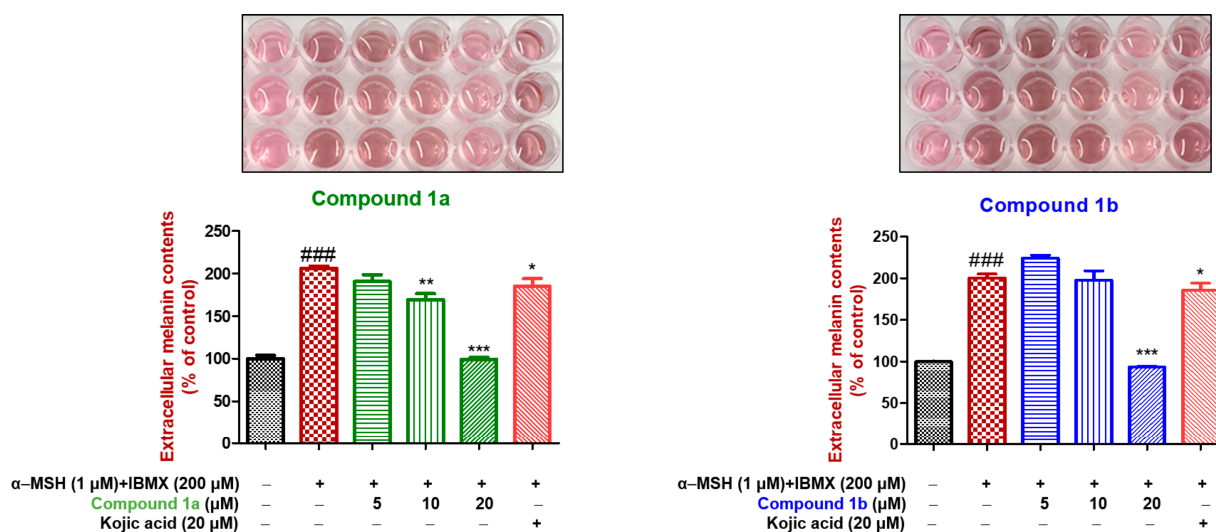 Compound 1a
Extracellular melanin contents
(% of control)
250
200
150
100
50
0
###
**
***
*
α–MSH (1 μM)+IBMX (200 μM) – + + + + +
Compound 1a (μM) – – 5 10 20 –
Kojic acid (20 μM) – – – – – +
Compound 1b
Extracellular melanin contents
(% of control)
250
200
150
100
50
0
###
***
*
α–MSH (1 μM)+IBMX (200 μM) – + + + + +
Compound 1b (μM) – – 5 10 20 –
Kojic acid (20 μM) – – – – – +